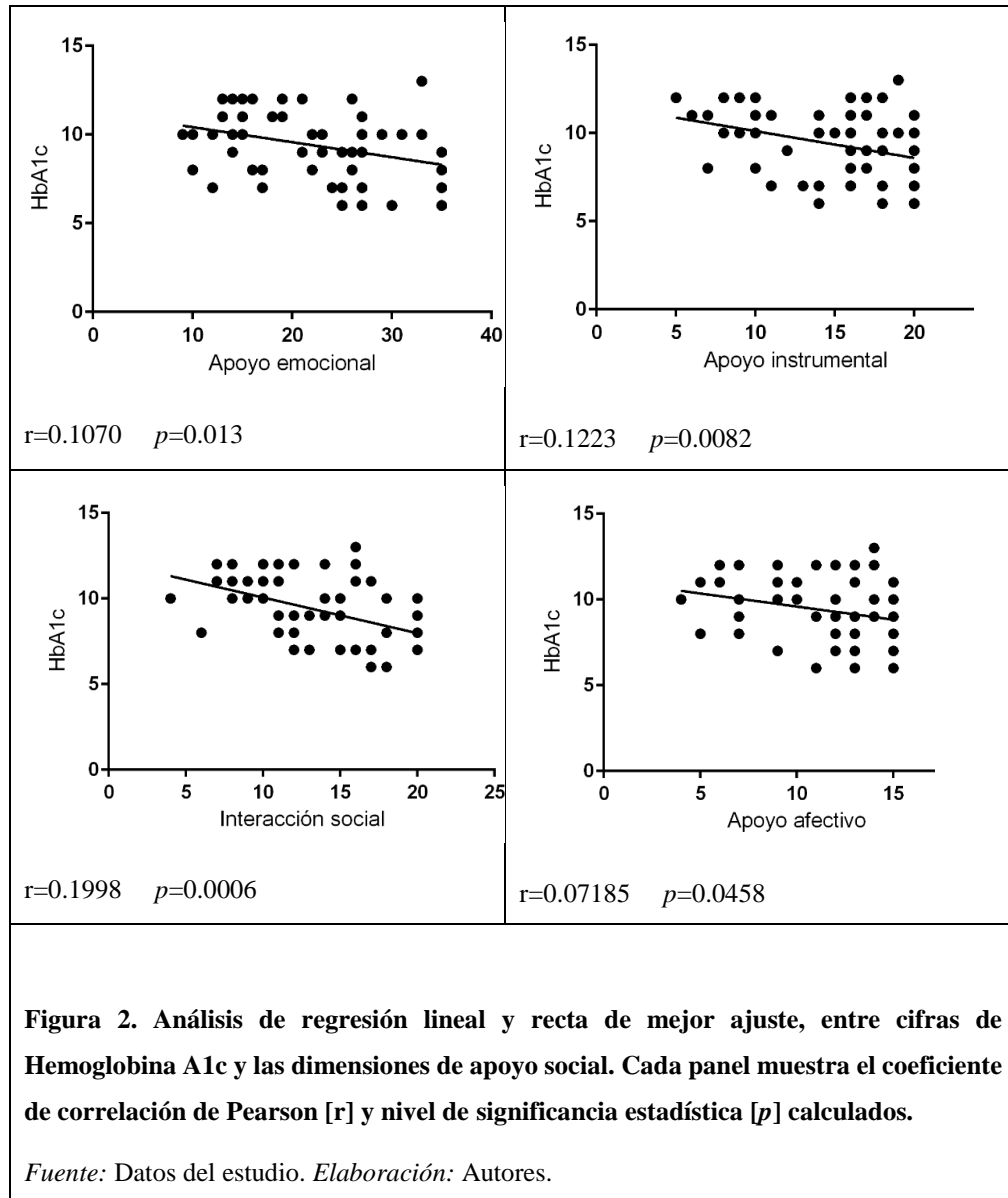 15
10
5
0
HbA1c
0
10
20
30
40
Apoyo emocional
r=0.1070 p=0.013
15
10
5
0
HbA1c
0
5
10
15
20
Apoyo instrumental
r=0.1223 p=0.0082
15
10
5
0
HbA1c
0
5
10
15
20
25
Interacción social
r=0.1998 p=0.0006
15
10
5
0
HbA1c
0
5
10
15
Apoyo afectivo
r=0.07185 p=0.0458
Figura 2. Análisis de regresión lineal y recta de mejor ajuste, entre cifras de
Hemoglobina A1c y las dimensiones de apoyo social. Cada panel muestra el coeficiente
de correlación de Pearson [r] y nivel de significancia estadística [p] calculados.
Fuente: Datos del estudio. Elaboración: Autores.